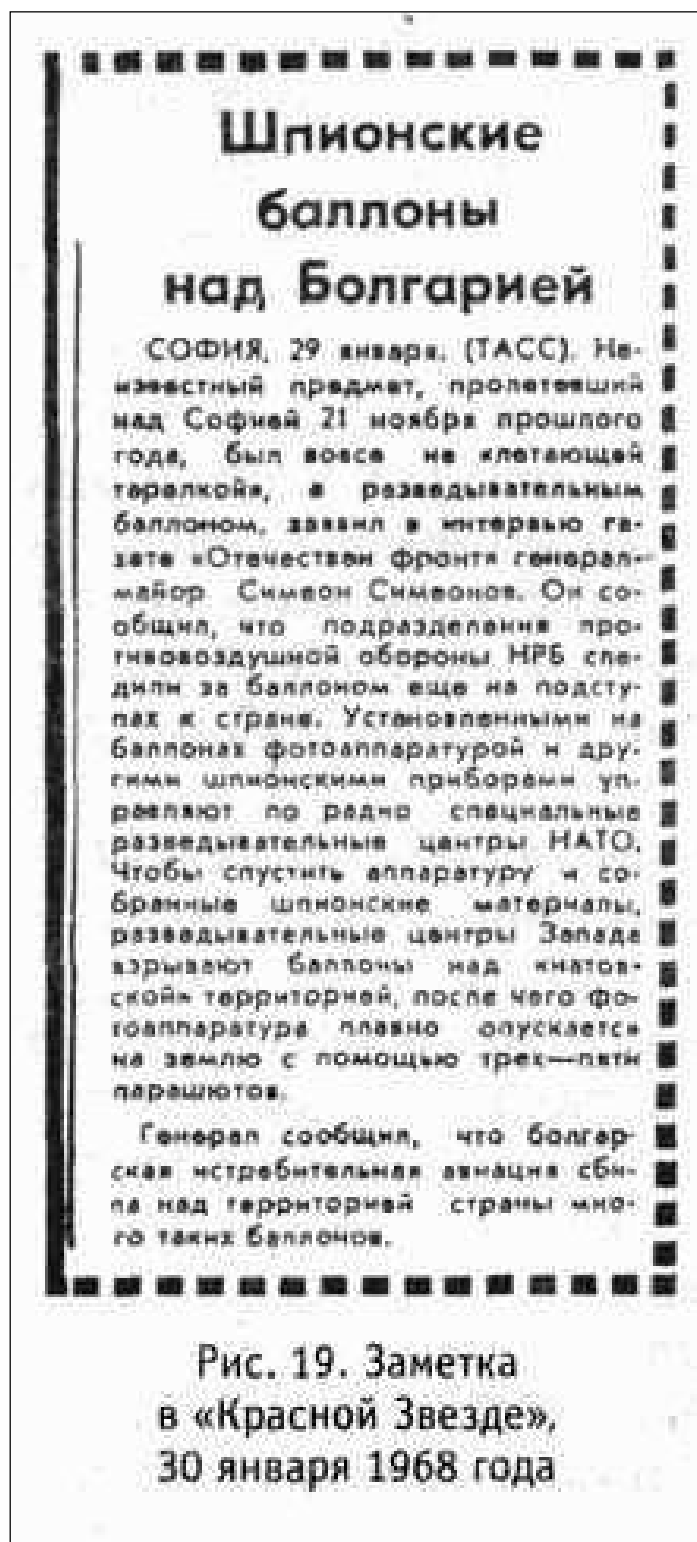 Шпионские
баллоны
над Болгарией
СОФИЯ, 29 января. (ТАСС). Не-
известный предмет, пролетевший
над Софией 21 ноября прошлого
года, был вовсе не «летающей
тарелкой», а разведывательным
баллоном, заявил в интервью га-
зете «Отечествен фронт» генерал-
майор Симеон Симеонов. Он со-
общил, что подразделения про-
тивовоздушной обороны НРБ сле-
дили за баллоном еще на подсту-
пах к стране. Установленными на
баллонах фотоаппаратурой и дру-
гими шпионскими приборами уп-
равляют по радио специальные
разведывательные центры НАТО.
Чтобы спустить аппаратуру и со-
бранные шпионские материалы,
разведывательные центры Запада
взрывают баллоны над «натов-
ской» территорией, после чего фо-
тоаппаратура плавно опускается
на землю с помощью трех—пяти
парашютов.
Генерал сообщил, что болгар-
ская истребительная авиация сби-
ла над территорией страны мно-
го таких баллонов.
Рис. 19. Заметка
в «Красной Звезде»,
30 января 1968 года